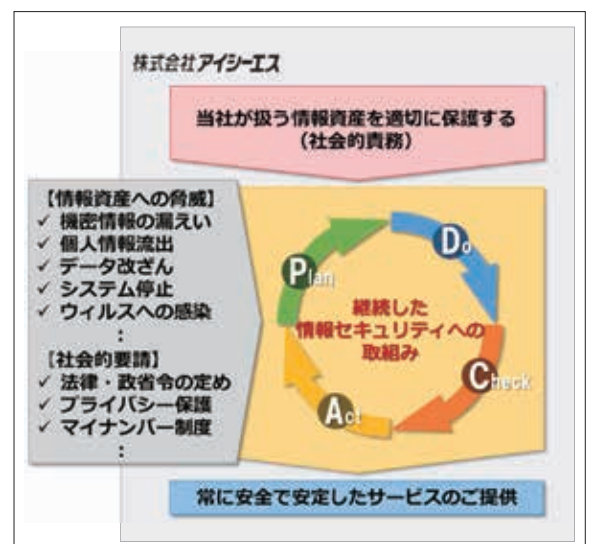 株式会社アイシーエス
当社が扱う情報資産を適切に保護する
（社会的責務）
【情報資産への脅威】
✓ 機密情報の漏えい
✓ 個人情報流出
✓ データ改ざん
✓ システム停止
✓ ウィルスへの感染
：
【社会的要請】
✓ 法律・政省令の定め
✓ プライバシー保護
✓ マイナンバー制度
：
Plan
Do
Check
Act
継続した
情報セキュリティへの
取組み
常に安全で安定したサービスのご提供